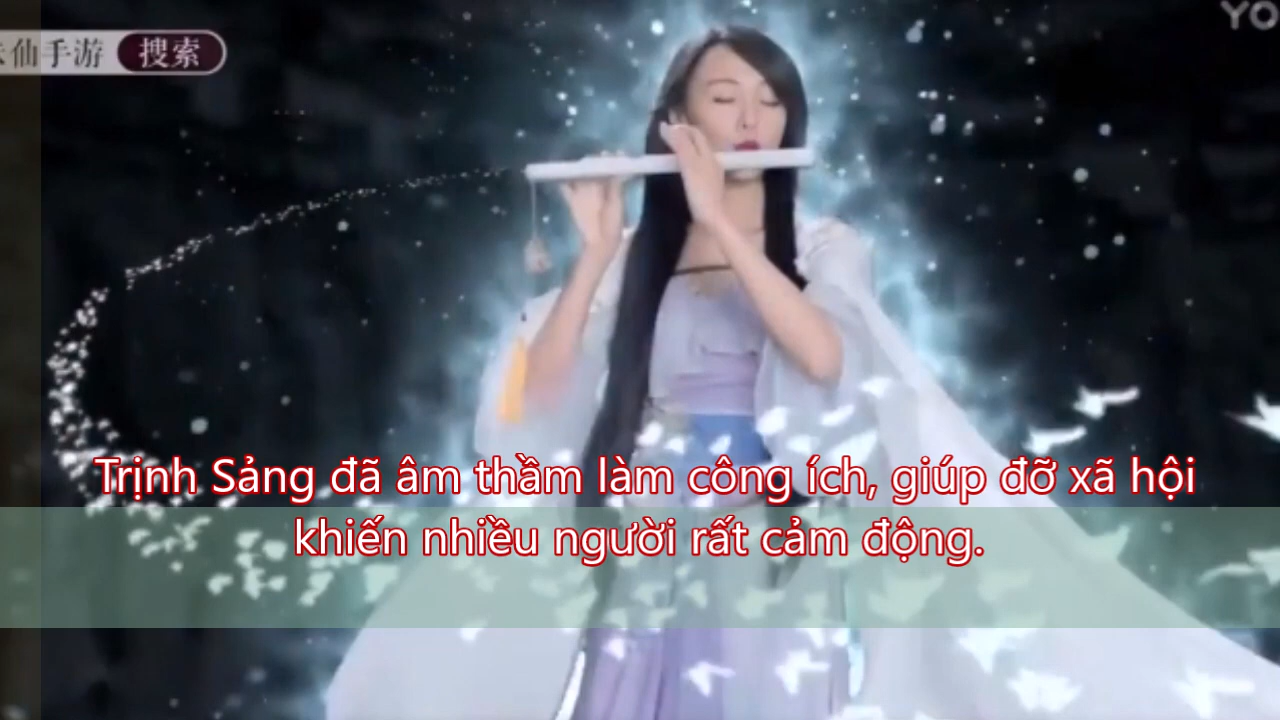 仙手游 搜索
YO
Trịnh Sảng đã âm thầm làm công ích, giúp đỡ xã hội
khiến nhiều người rất cảm động.